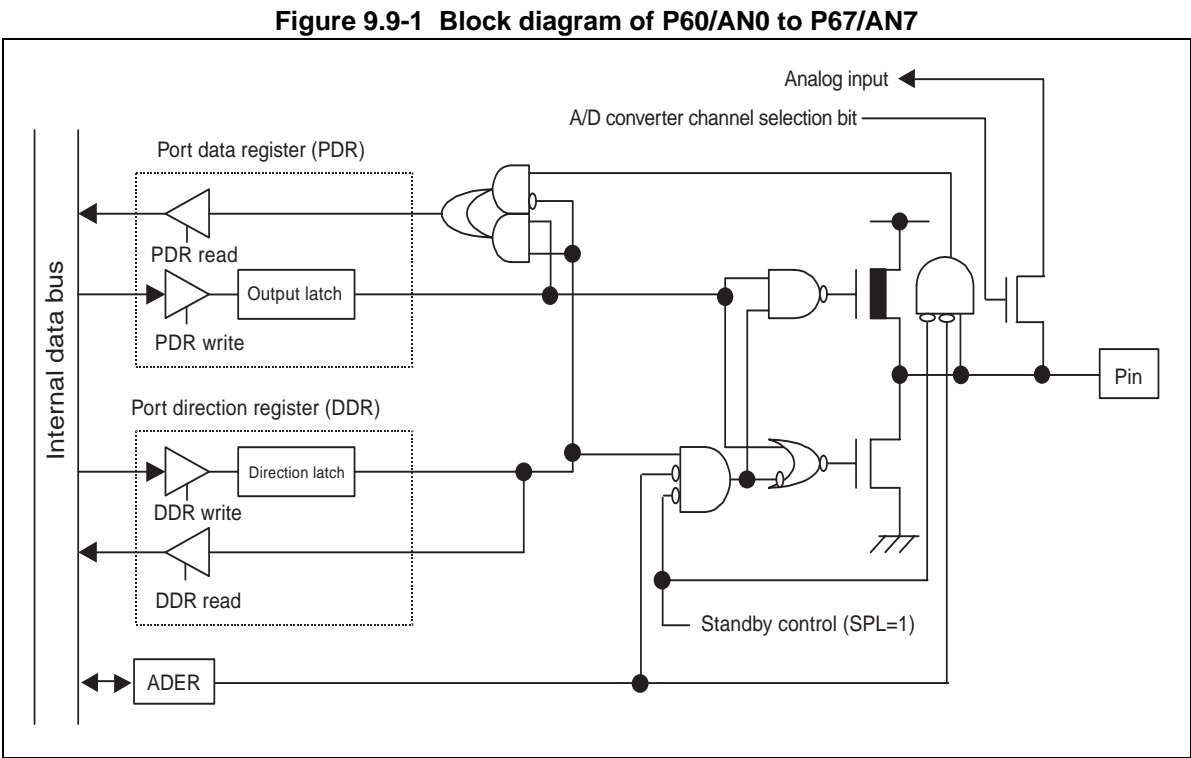 Figure 9.9-1 Block diagram of P60/AN0 to P67/AN7
Analog input
A/D converter channel selection bit
Port data register (PDR)
PDR read
Output latch
PDR write
Internal data bus
Pin
Port direction register (DDR)
Direction latch
DDR write
DDR read
Standby control (SPL=1)
ADER